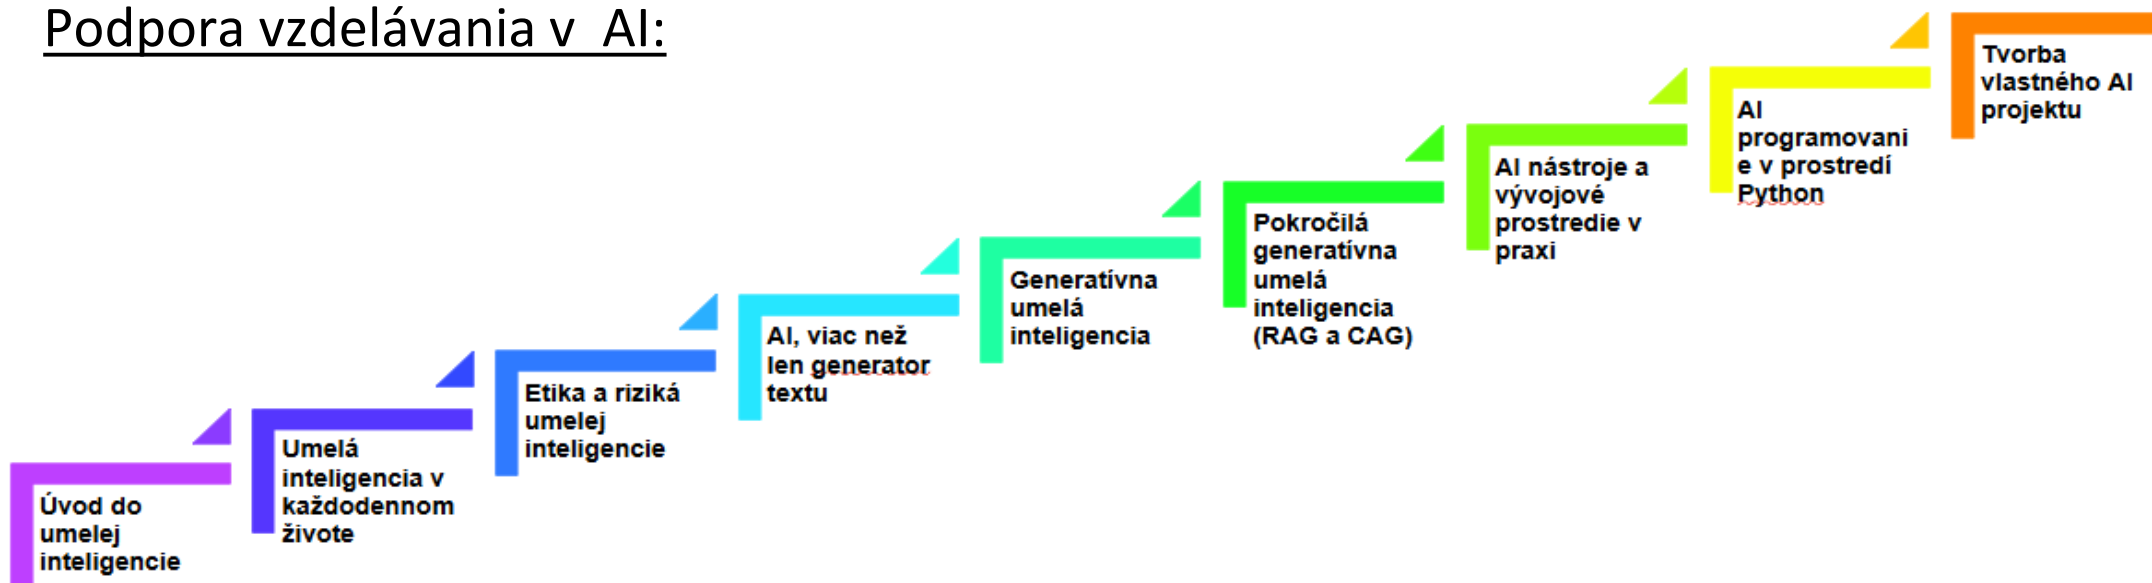 Podpora vzdelávania v AI:
Úvod do
umelej
inteligencie
Umelá
inteligencia v
každodennom
živote
Etika a riziká
umelej
inteligencie
AI, viac než
len generator
textu
Generatívna
umelá
inteligencia
Pokročilá
generatívna
umelá
inteligencia
(RAG a CAG)
AI nástroje a
vývojové
prostredie v
praxi
AI
programovani
e v prostredí
Python
Tvorba
vlastného AI
projektu